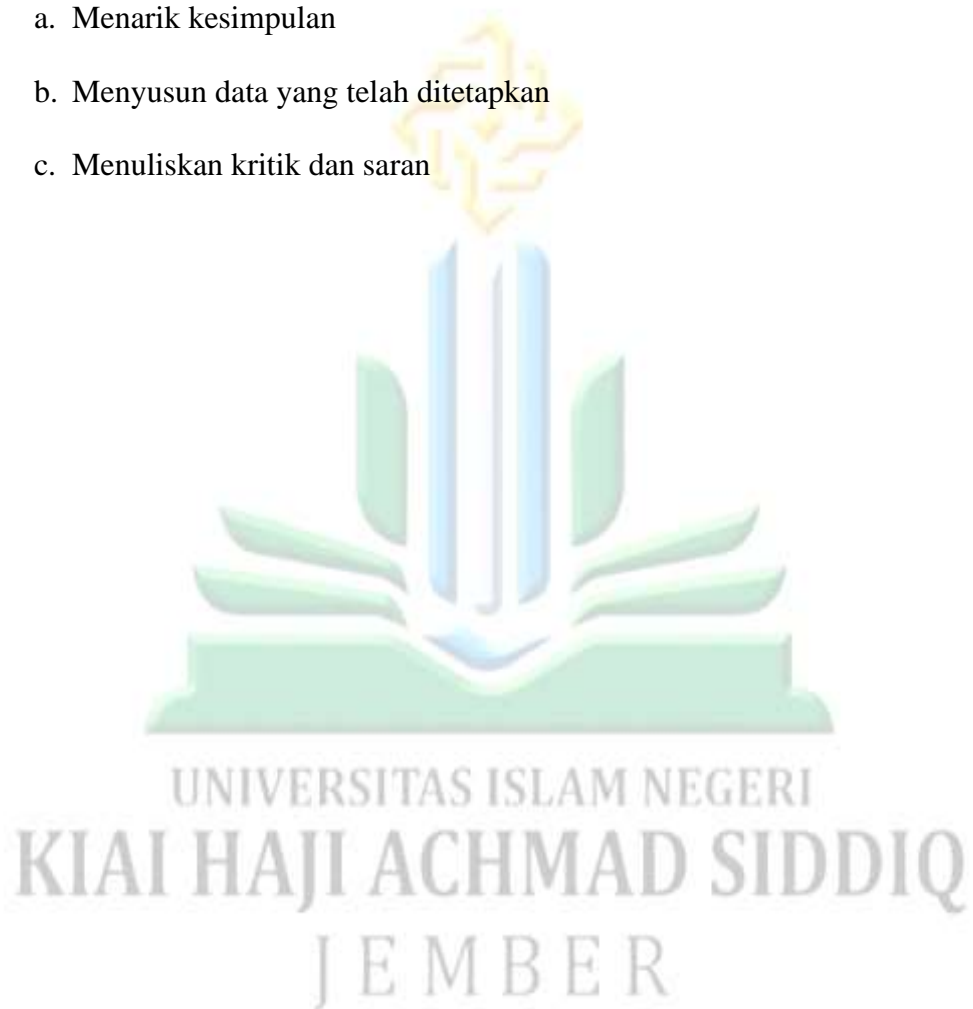 a. Menarik kesimpulan
b. Menyusun data yang telah ditetapkan
c. Menuliskan kritik dan saran
UNIVERSITAS ISLAM NEGERI
KIAI HAJI ACHMAD SIDDIQ
JEMBER